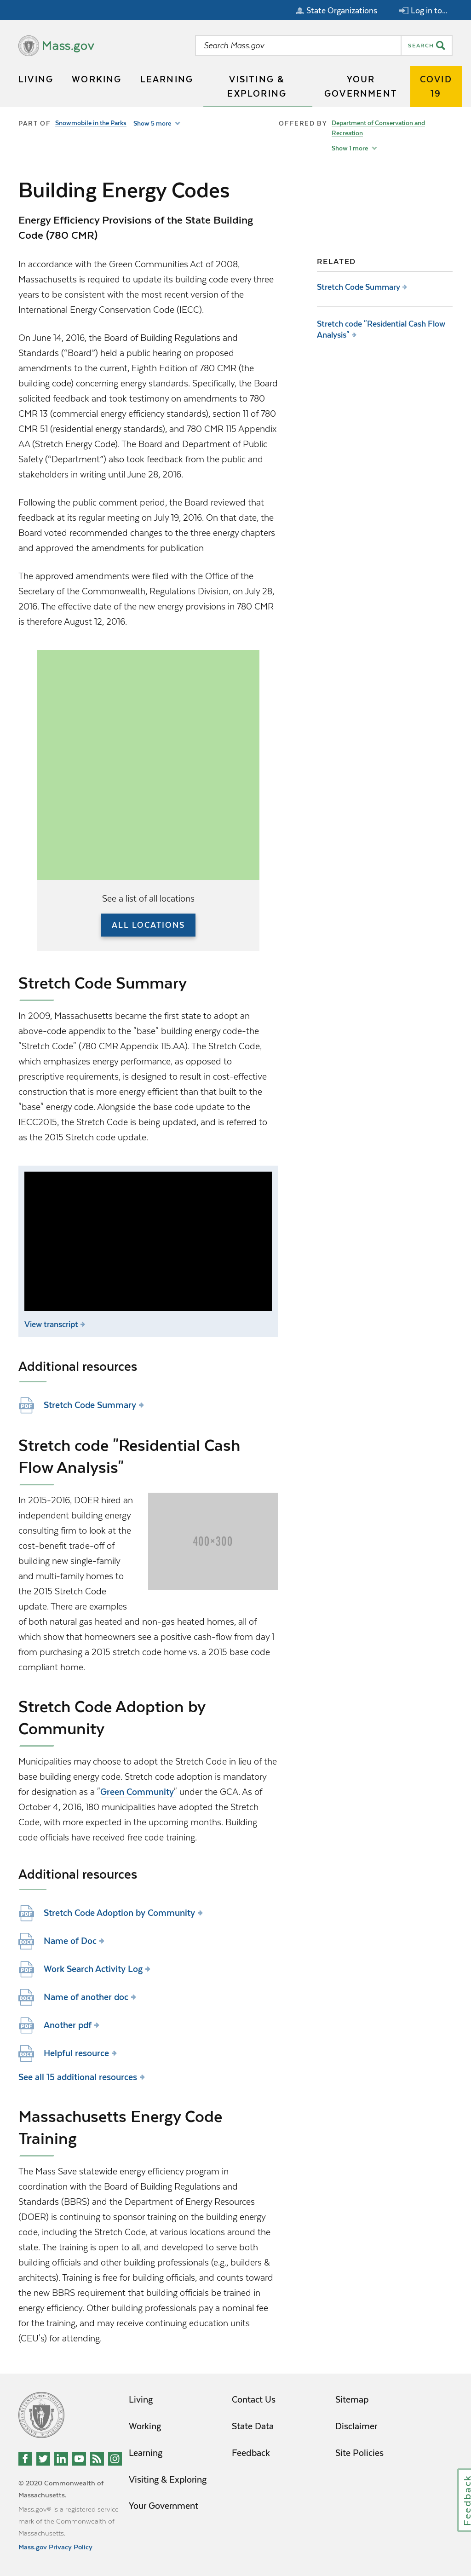 State Organizations
Log in to...
Mass.gov
Search Mass.gov
SEARCH
LIVING
WORKING
LEARNING
VISITING &
EXPLORING
YOUR
GOVERNMENT
COVID
19
PART OF
Snowmobile in the Parks
Show 5 more
OFFERED BY
Department of Conservation and
Recreation
Show 1 more
Building Energy Codes
Energy Efficiency Provisions of the State Building
Code (780 CMR)
In accordance with the Green Communities Act of 2008,
Massachusetts is required to update its building code every three
years to be consistent with the most recent version of the
International Energy Conservation Code (IECC).
On June 14, 2016, the Board of Building Regulations and
Standards ("Board") held a public hearing on proposed
amendments to the current, Eighth Edition of 780 CMR (the
building code) concerning energy standards. Specifically, the Board
solicited feedback and took testimony on amendments to 780
CMR 13 (commercial energy efficiency standards), section 11 of 780
CMR 51 (residential energy standards), and 780 CMR 115 Appendix
AA (Stretch Energy Code). The Board and Department of Public
Safety ("Department") also took feedback from the public and
stakeholders in writing until June 28, 2016.
Following the public comment period, the Board reviewed that
feedback at its regular meeting on July 19, 2016. On that date, the
Board voted recommended changes to the three energy chapters
and approved the amendments for publication
The approved amendments were filed with the Office of the
Secretary of the Commonwealth, Regulations Division, on July 28,
2016. The effective date of the new energy provisions in 780 CMR
is therefore August 12, 2016.
RELATED
Stretch Code Summary
Stretch code "Residential Cash Flow
Analysis"
See a list of all locations
ALL LOCATIONS
Stretch Code Summary
In 2009, Massachusetts became the first state to adopt an
above-code appendix to the "base" building energy code-the
"Stretch Code" (780 CMR Appendix 115.AA). The Stretch Code,
which emphasizes energy performance, as opposed to
prescriptive requirements, is designed to result in cost-effective
construction that is more energy efficient than that built to the
"base" energy code. Alongside the base code update to the
IECC2015, the Stretch Code is being updated, and is referred to
as the 2015 Stretch code update.
View transcript
Additional resources
PDF
Stretch Code Summary
Stretch code "Residential Cash
Flow Analysis"
In 2015-2016, DOER hired an
independent building energy
consulting firm to look at the
cost-benefit trade-off of
building new single-family
and multi-family homes to
the 2015 Stretch Code
update. There are examples
of both natural gas heated and non-gas heated homes, all of
which show that homeowners see a positive cash-flow from day 1
from purchasing a 2015 stretch code home vs. a 2015 base code
compliant home.
400×300
Stretch Code Adoption by
Community
Municipalities may choose to adopt the Stretch Code in lieu of the
base building energy code. Stretch code adoption is mandatory
for designation as a "Green Community" under the GCA. As of
October 4, 2016, 180 municipalities have adopted the Stretch
Code, with more expected in the upcoming months. Building
code officials have received free code training.
Additional resources
PDF
Stretch Code Adoption by Community
DOCX
Name of Doc
PDF
Work Search Activity Log
DOCX
Name of another doc
PDF
Another pdf
DOCX
Helpful resource
See all 15 additional resources
Massachusetts Energy Code
Training
The Mass Save statewide energy efficiency program in
coordination with the Board of Building Regulations and
Standards (BBRS) and the Department of Energy Resources
(DOER) is continuing to sponsor training on the building energy
code, including the Stretch Code, at various locations around the
state. The training is open to all, and developed to serve both
building officials and other building professionals (e.g., builders &
architects). Training is free for building officials, and counts toward
the new BBRS requirement that building officials be trained in
energy efficiency. Other building professionals pay a nominal fee
for the training, and may receive continuing education units
(CEU's) for attending.
© 2020 Commonwealth of
Massachusetts.
Mass.gov® is a registered service
mark of the Commonwealth of
Massachusetts.
Mass.gov Privacy Policy
Living
Working
Learning
Visiting & Exploring
Your Government
Contact Us
State Data
Feedback
Sitemap
Disclaimer
Site Policies
Feedback